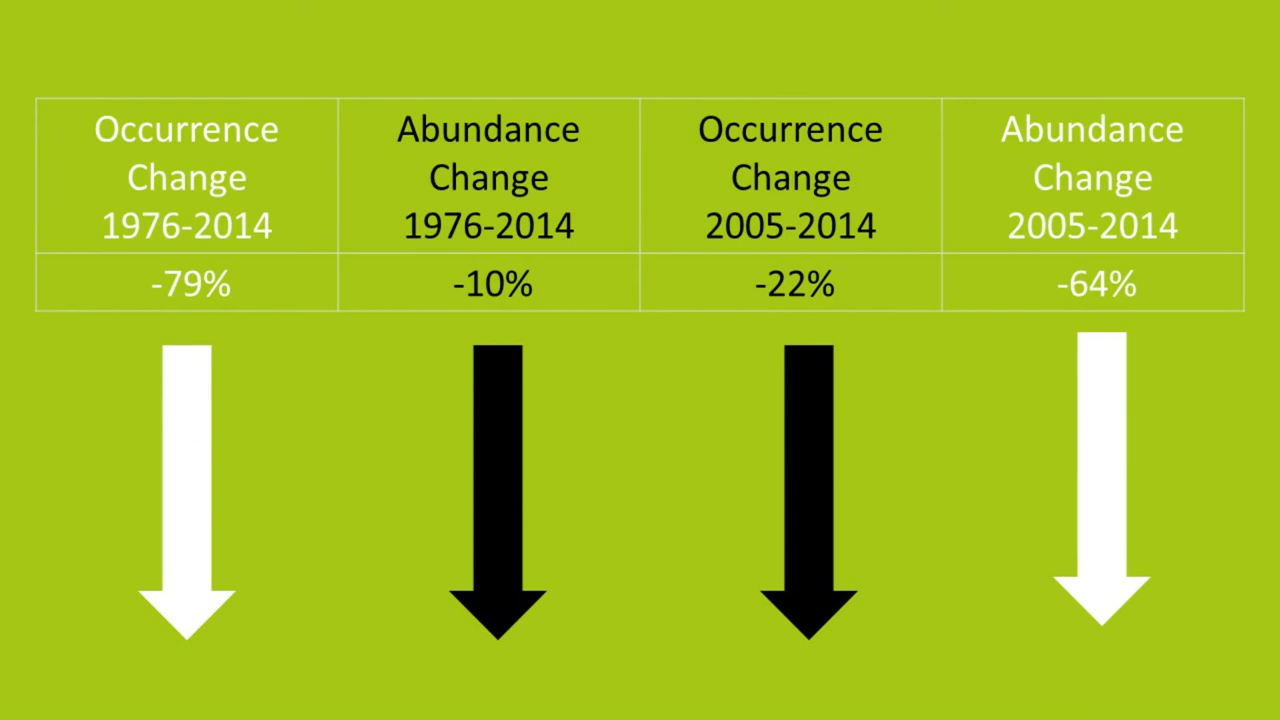 Occurrence
Change
1976-2014
Abundance
Change
1976-2014
Occurrence
Change
2005-2014
Abundance
Change
2005-2014
-79%
-10%
-22%
-64%